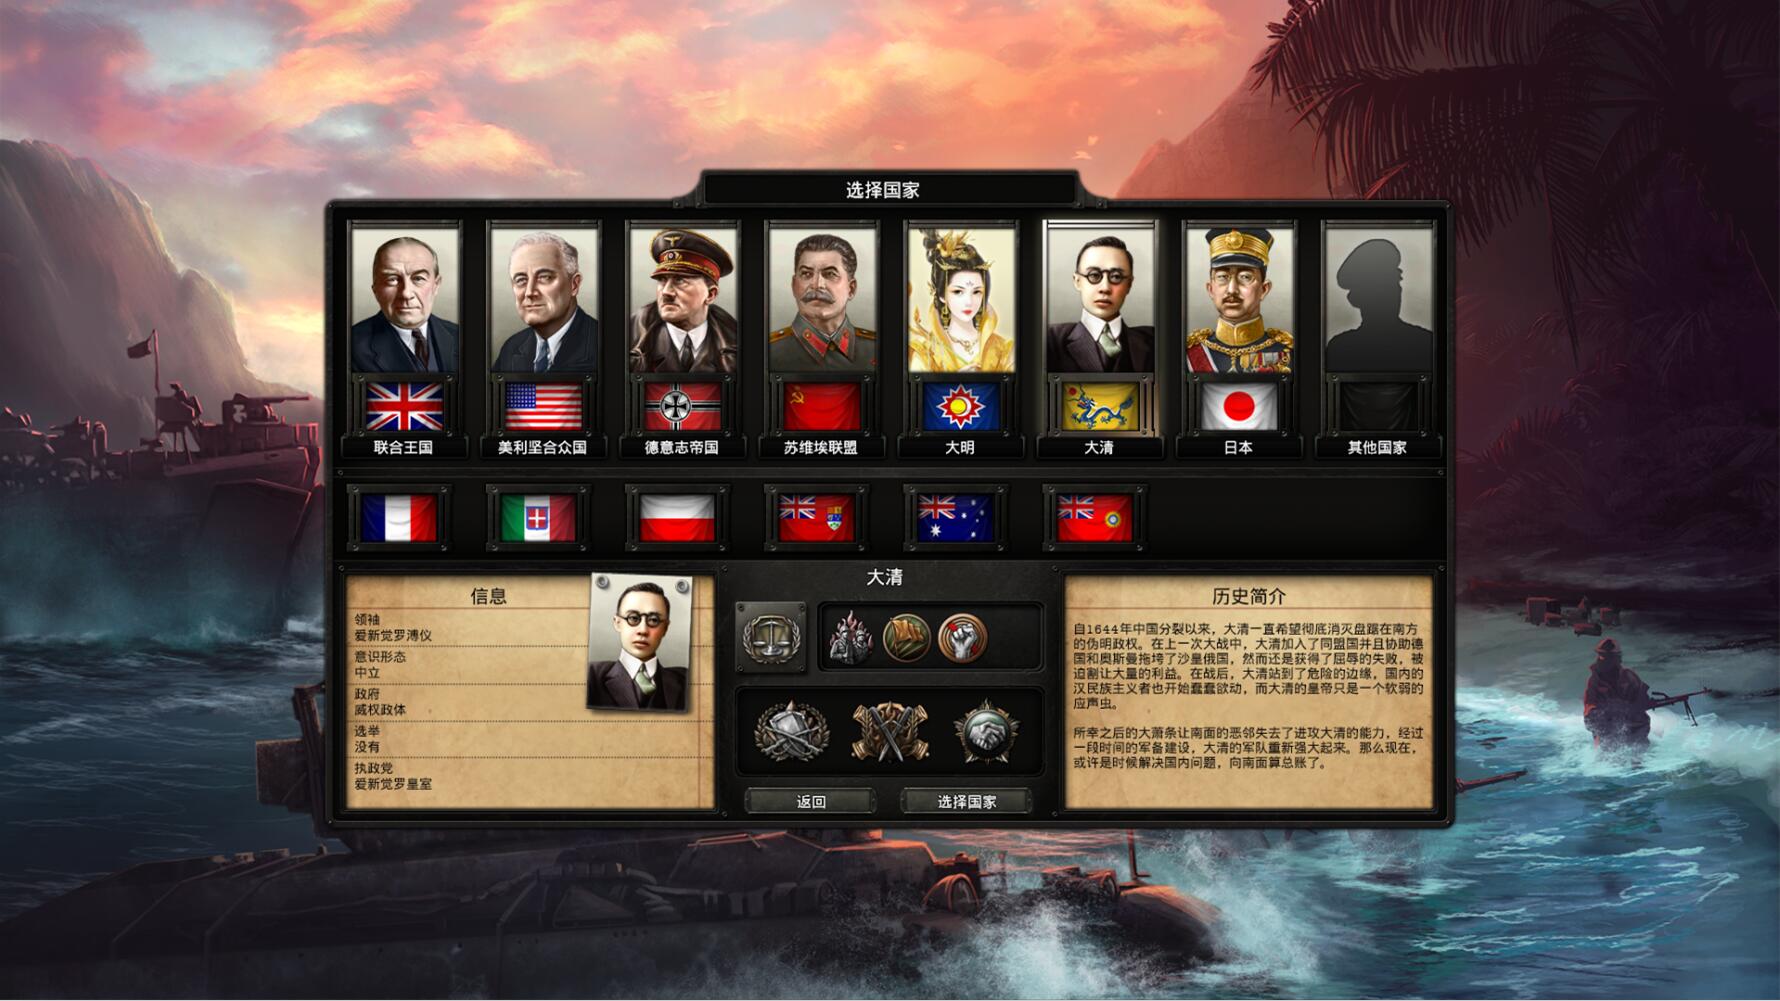 选择国家
联合王国
美利坚合众国
德意志帝国
苏维埃联盟
大明
大清
日本
其他国家
信息
领袖
爱新觉罗溥仪
意识形态
中立
政府
威权政体
选举
没有
执政党
爱新觉罗皇室
大清
返回
选择国家
历史简介
自1644年中国分裂以来，大清一直希望彻底消灭盘踞在南方
的伪明政权。在上一次大战中，大清加入了同盟国并且协助德
国和奥斯曼拖垮了沙皇俄国，然而还是获得了屈辱的失败，被
迫割让大量的利益。在战后，大清站到了危险的边缘，国内的
汉民族主义者也开始蠢蠢欲动，而大清的皇帝只是一个软弱的
应声虫。
所幸之后的大萧条让南面的恶邻失去了进攻大清的能力，经过
一段时间的军备建设，大清的军队重新强大起来。那么现在，
或许是时候解决国内问题，向南面算总账了。